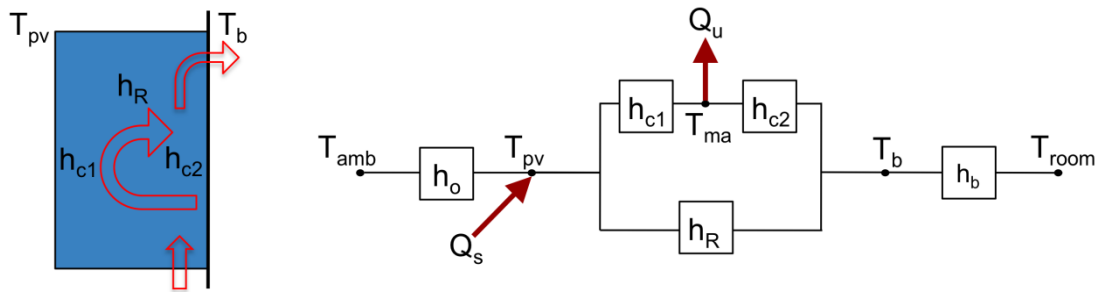 T_pv
T_b
h_R
h_c1
h_c2
Q_u
h_c1
h_c2
T_ma
T_amb
T_pv
T_b
T_room
h_o
h_b
h_R
Q_s